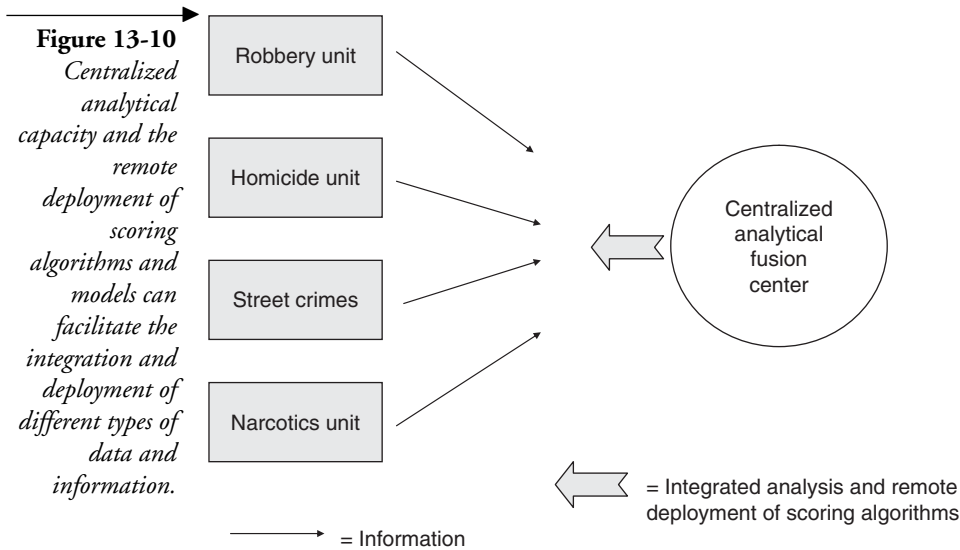 Figure 13-10
Centralized
analytical
capacity and the
remote
deployment of
scoring
algorithms and
models can
facilitate the
integration and
deployment of
different types of
data and
information.
Robbery unit
Homicide unit
Street crimes
Narcotics unit
Centralized
analytical
fusion
center
= Integrated analysis and remote
deployment of scoring algorithms
= Information